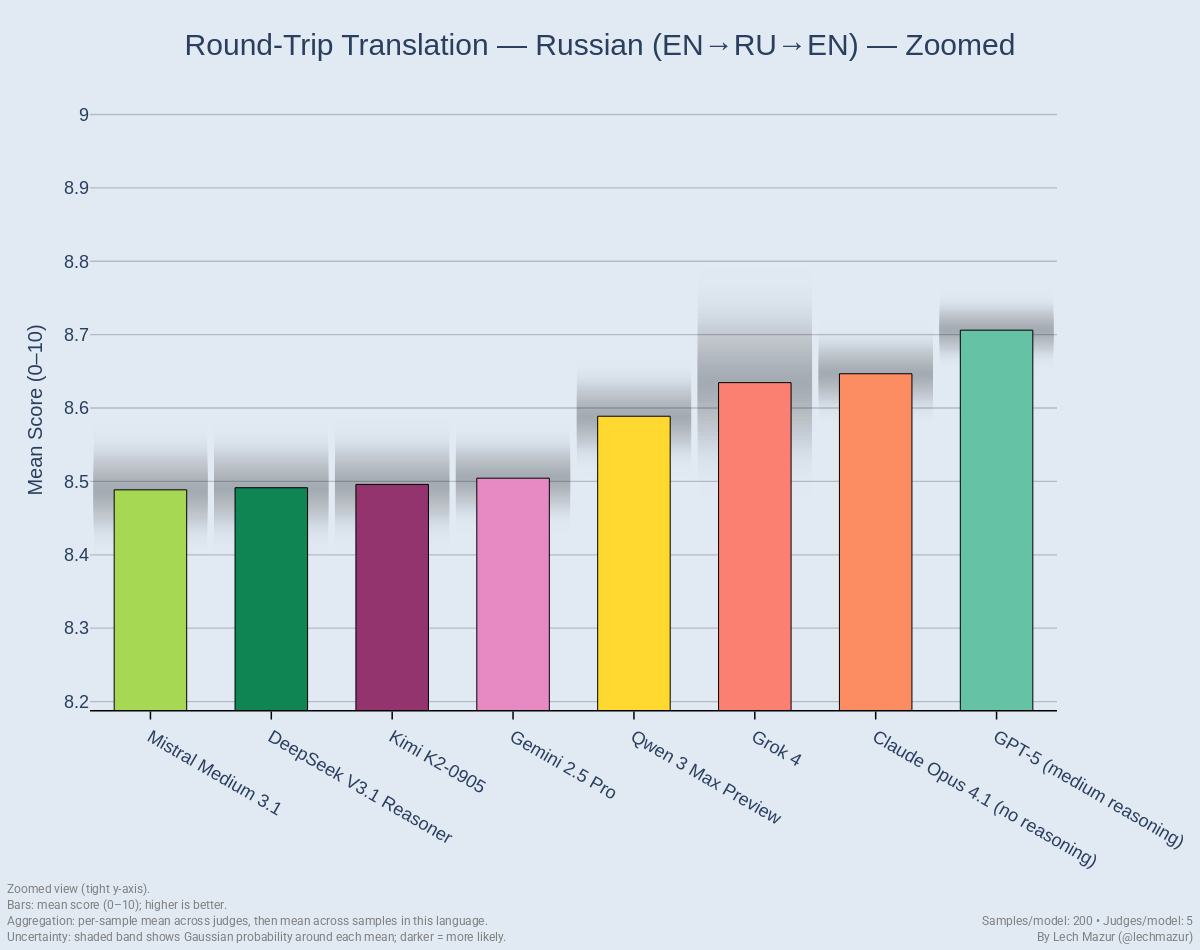 Round-Trip Translation — Russian (EN→RU→EN) — Zoomed
Mean Score (0–10)
9
8.9
8.8
8.7
8.6
8.5
8.4
8.3
8.2
Mistral Medium 3.1
DeepSeek V3.1 Reasoner
Kimi K2-0905
Gemini 2.5 Pro
Qwen 3 Max Preview
Grok 4
Claude Opus 4.1 (no reasoning)
GPT-5 (medium reasoning)
Zoomed view (tight y-axis).
Bars: mean score (0–10); higher is better.
Aggregation: per-sample mean across judges, then mean across samples in this language.
Uncertainty: shaded band shows Gaussian probability around each mean; darker = more likely.
Samples/model: 200 • Judges/model: 5
By Lech Mazur (@lechmazur)